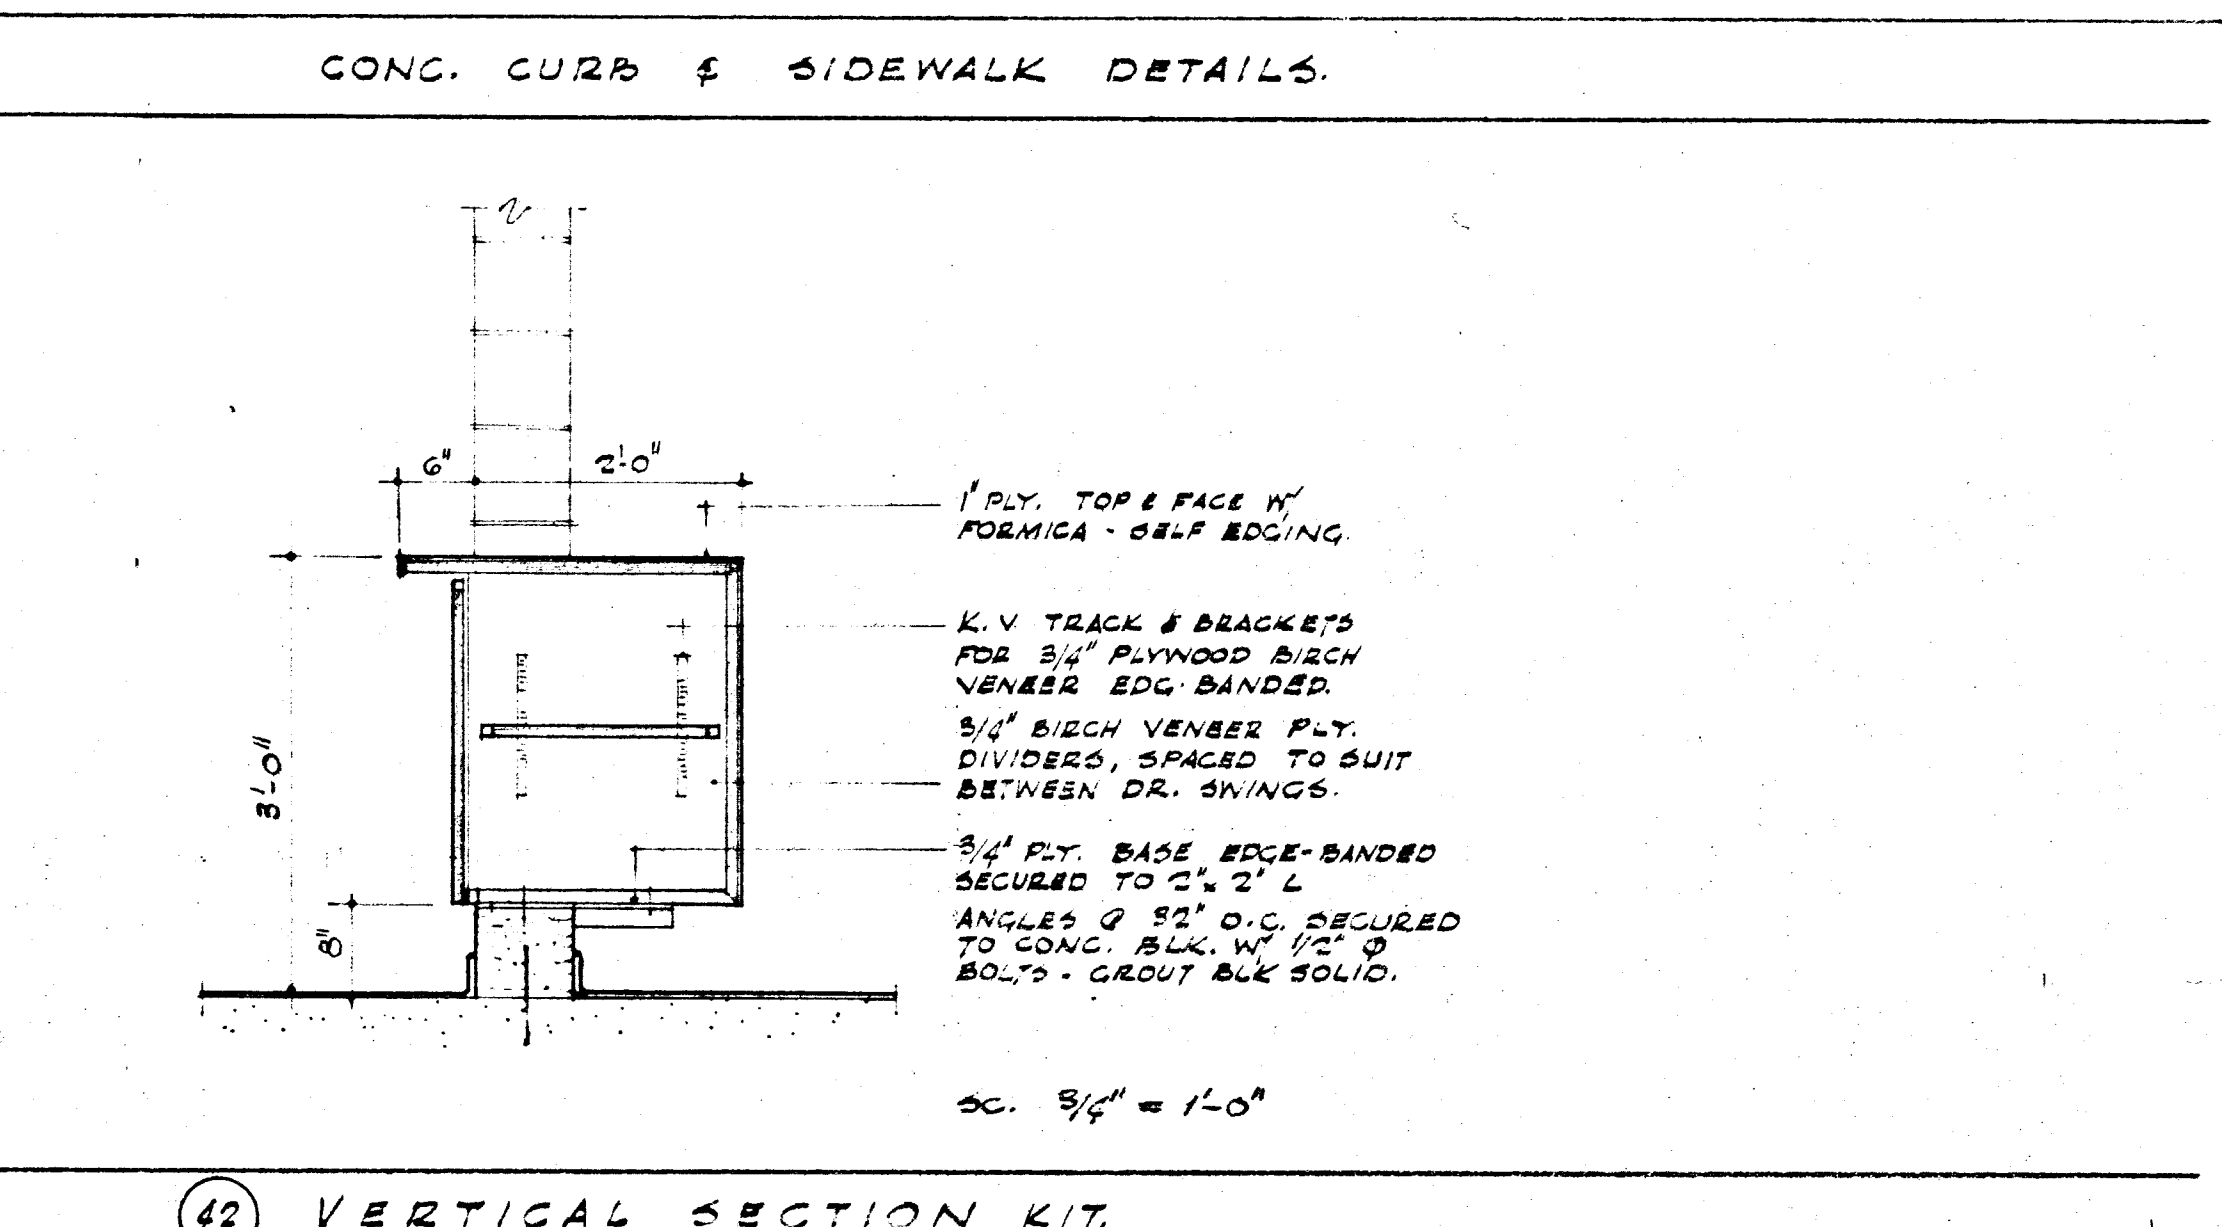 CONC. CURB & SIDEWALK DETAILS.
6"
2'-0"
1" PLY. TOP & FACE W/
FORMICA - SELF EDGING.
K.V. TRACK & BRACKETS
FOR 3/4" PLYWOOD BIRCH
VENEER EDG. BANDED.
3/4" BIRCH VENEER PLY.
DIVIDERS, SPACED TO SUIT
BETWEEN DR. SWINGS.
3'-0"
3/4" PLY. BASE EDGE-BANDED
SECURED TO 2"x 2" L
ANGLES @ 32" O.C. SECURED
TO CONC. BLK. W/ 1/2" Ø
BOLTS - GROUT BLK SOLID.
8"
SC. 3/4" = 1'-0"
42 VERTICAL SECTION KIT.